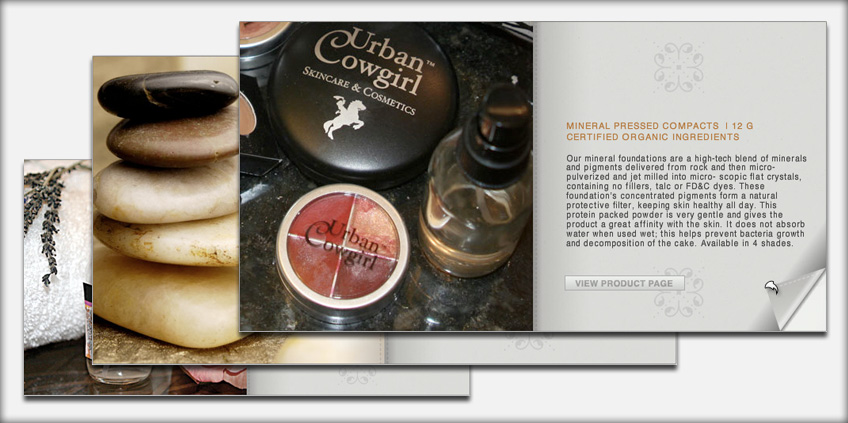 Urban
Cowgirl™
SKINCARE & COSMETICS
Urban
Cowgirl
MINERAL PRESSED COMPACTS | 12 G
CERTIFIED ORGANIC INGREDIENTS
Our mineral foundations are a high-tech blend of minerals
and pigments delivered from rock and then micro-
pulverized and jet milled into micro- scopic flat crystals,
containing no fillers, talc or FD&C dyes. These
foundation's concentrated pigments form a natural
protective filter, keeping skin healthy all day. This
protein packed powder is very gentle and gives the
product a great affinity with the skin. It does not absorb
water when used wet; this helps prevent bacteria growth
and decomposition of the cake. Available in 4 shades.
VIEW PRODUCT PAGE